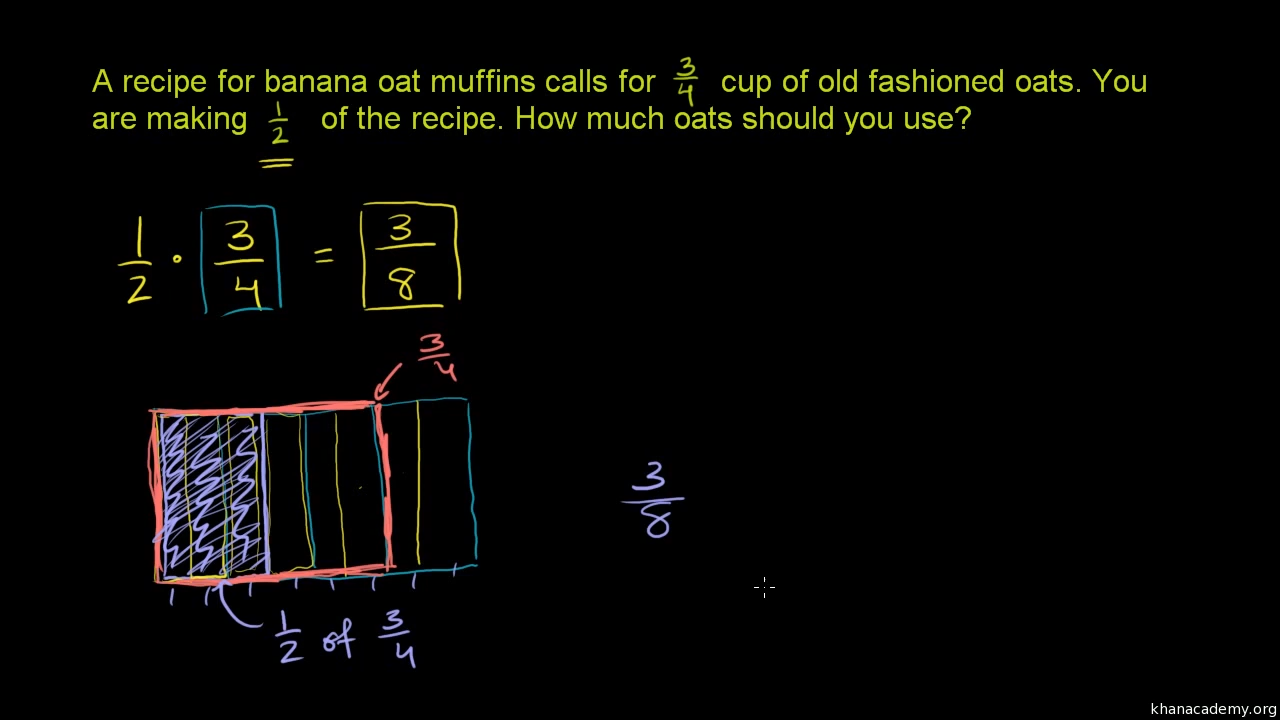 A recipe for banana oat muffins calls for 3/4 cup of old fashioned oats. You
are making 1/2 of the recipe. How much oats should you use?
1/2 · 3/4 = 3/8
3/4
3/8
1/2 of 3/4
khanacademy.org